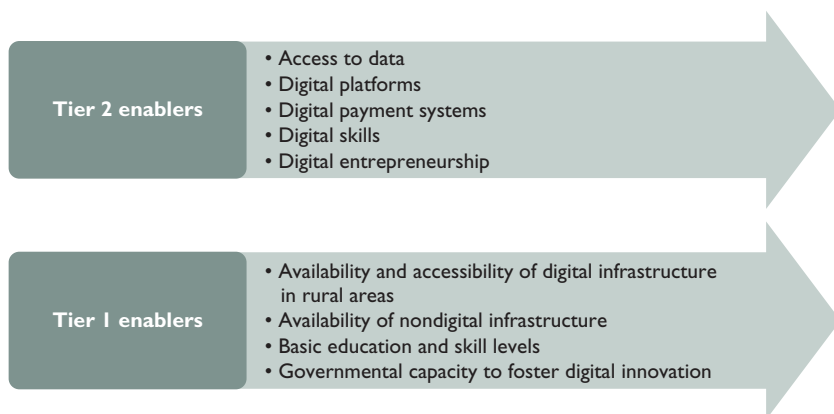 Tier 2 enablers
• Access to data
• Digital platforms
• Digital payment systems
• Digital skills
• Digital entrepreneurship
Tier 1 enablers
• Availability and accessibility of digital infrastructure
in rural areas
• Availability of nondigital infrastructure
• Basic education and skill levels
• Governmental capacity to foster digital innovation